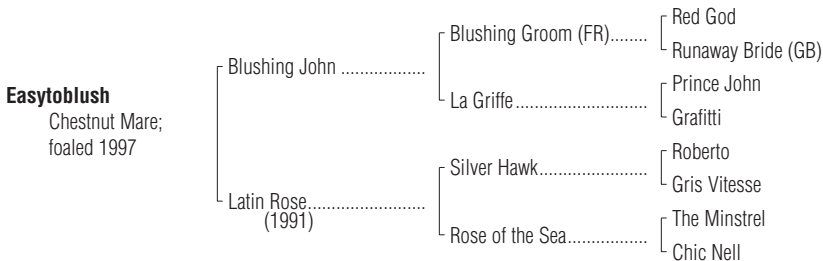 Easytoblush
Chestnut Mare;
foaled 1997
Blushing John ..................
Latin Rose.........................
(1991)
Blushing Groom (FR)........
La Griffe............................
Silver Hawk.......................
Rose of the Sea.................
Red God
Runaway Bride (GB)
Prince John
Grafitti
Roberto
Gris Vitesse
The Minstrel
Chic Nell